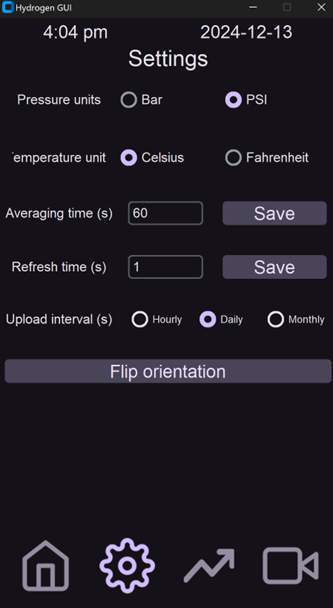 Hydrogen GUI
4:04 pm 2024-12-13
Settings
Pressure units Bar PSI
Temperature unit Celsius Fahrenheit
Averaging time (s) 60 Save
Refresh time (s) 1 Save
Upload interval (s) Hourly Daily Monthly
Flip orientation